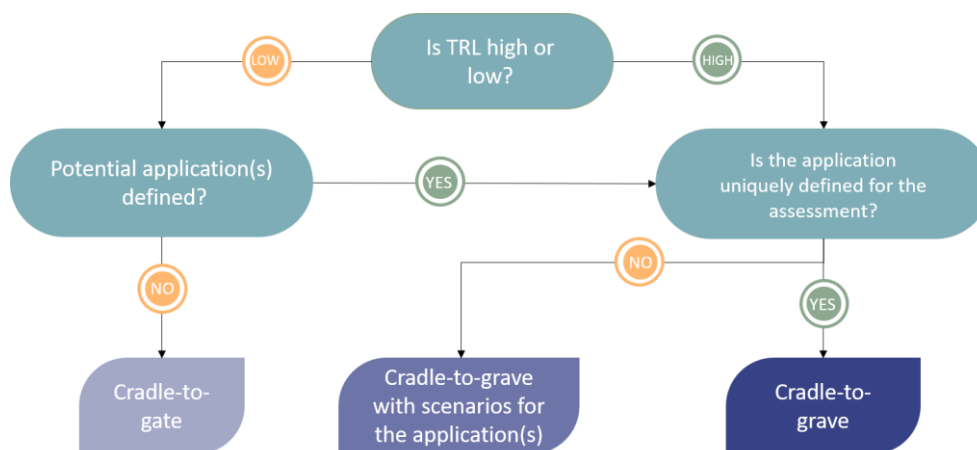 Is TRL high or
low?
LOW
HIGH
Potential application(s)
defined?
YES
Is the application
uniquely defined for the
assessment?
NO
NO
YES
Cradle-to-
gate
Cradle-to-grave
with scenarios for
the application(s)
Cradle-to-
grave